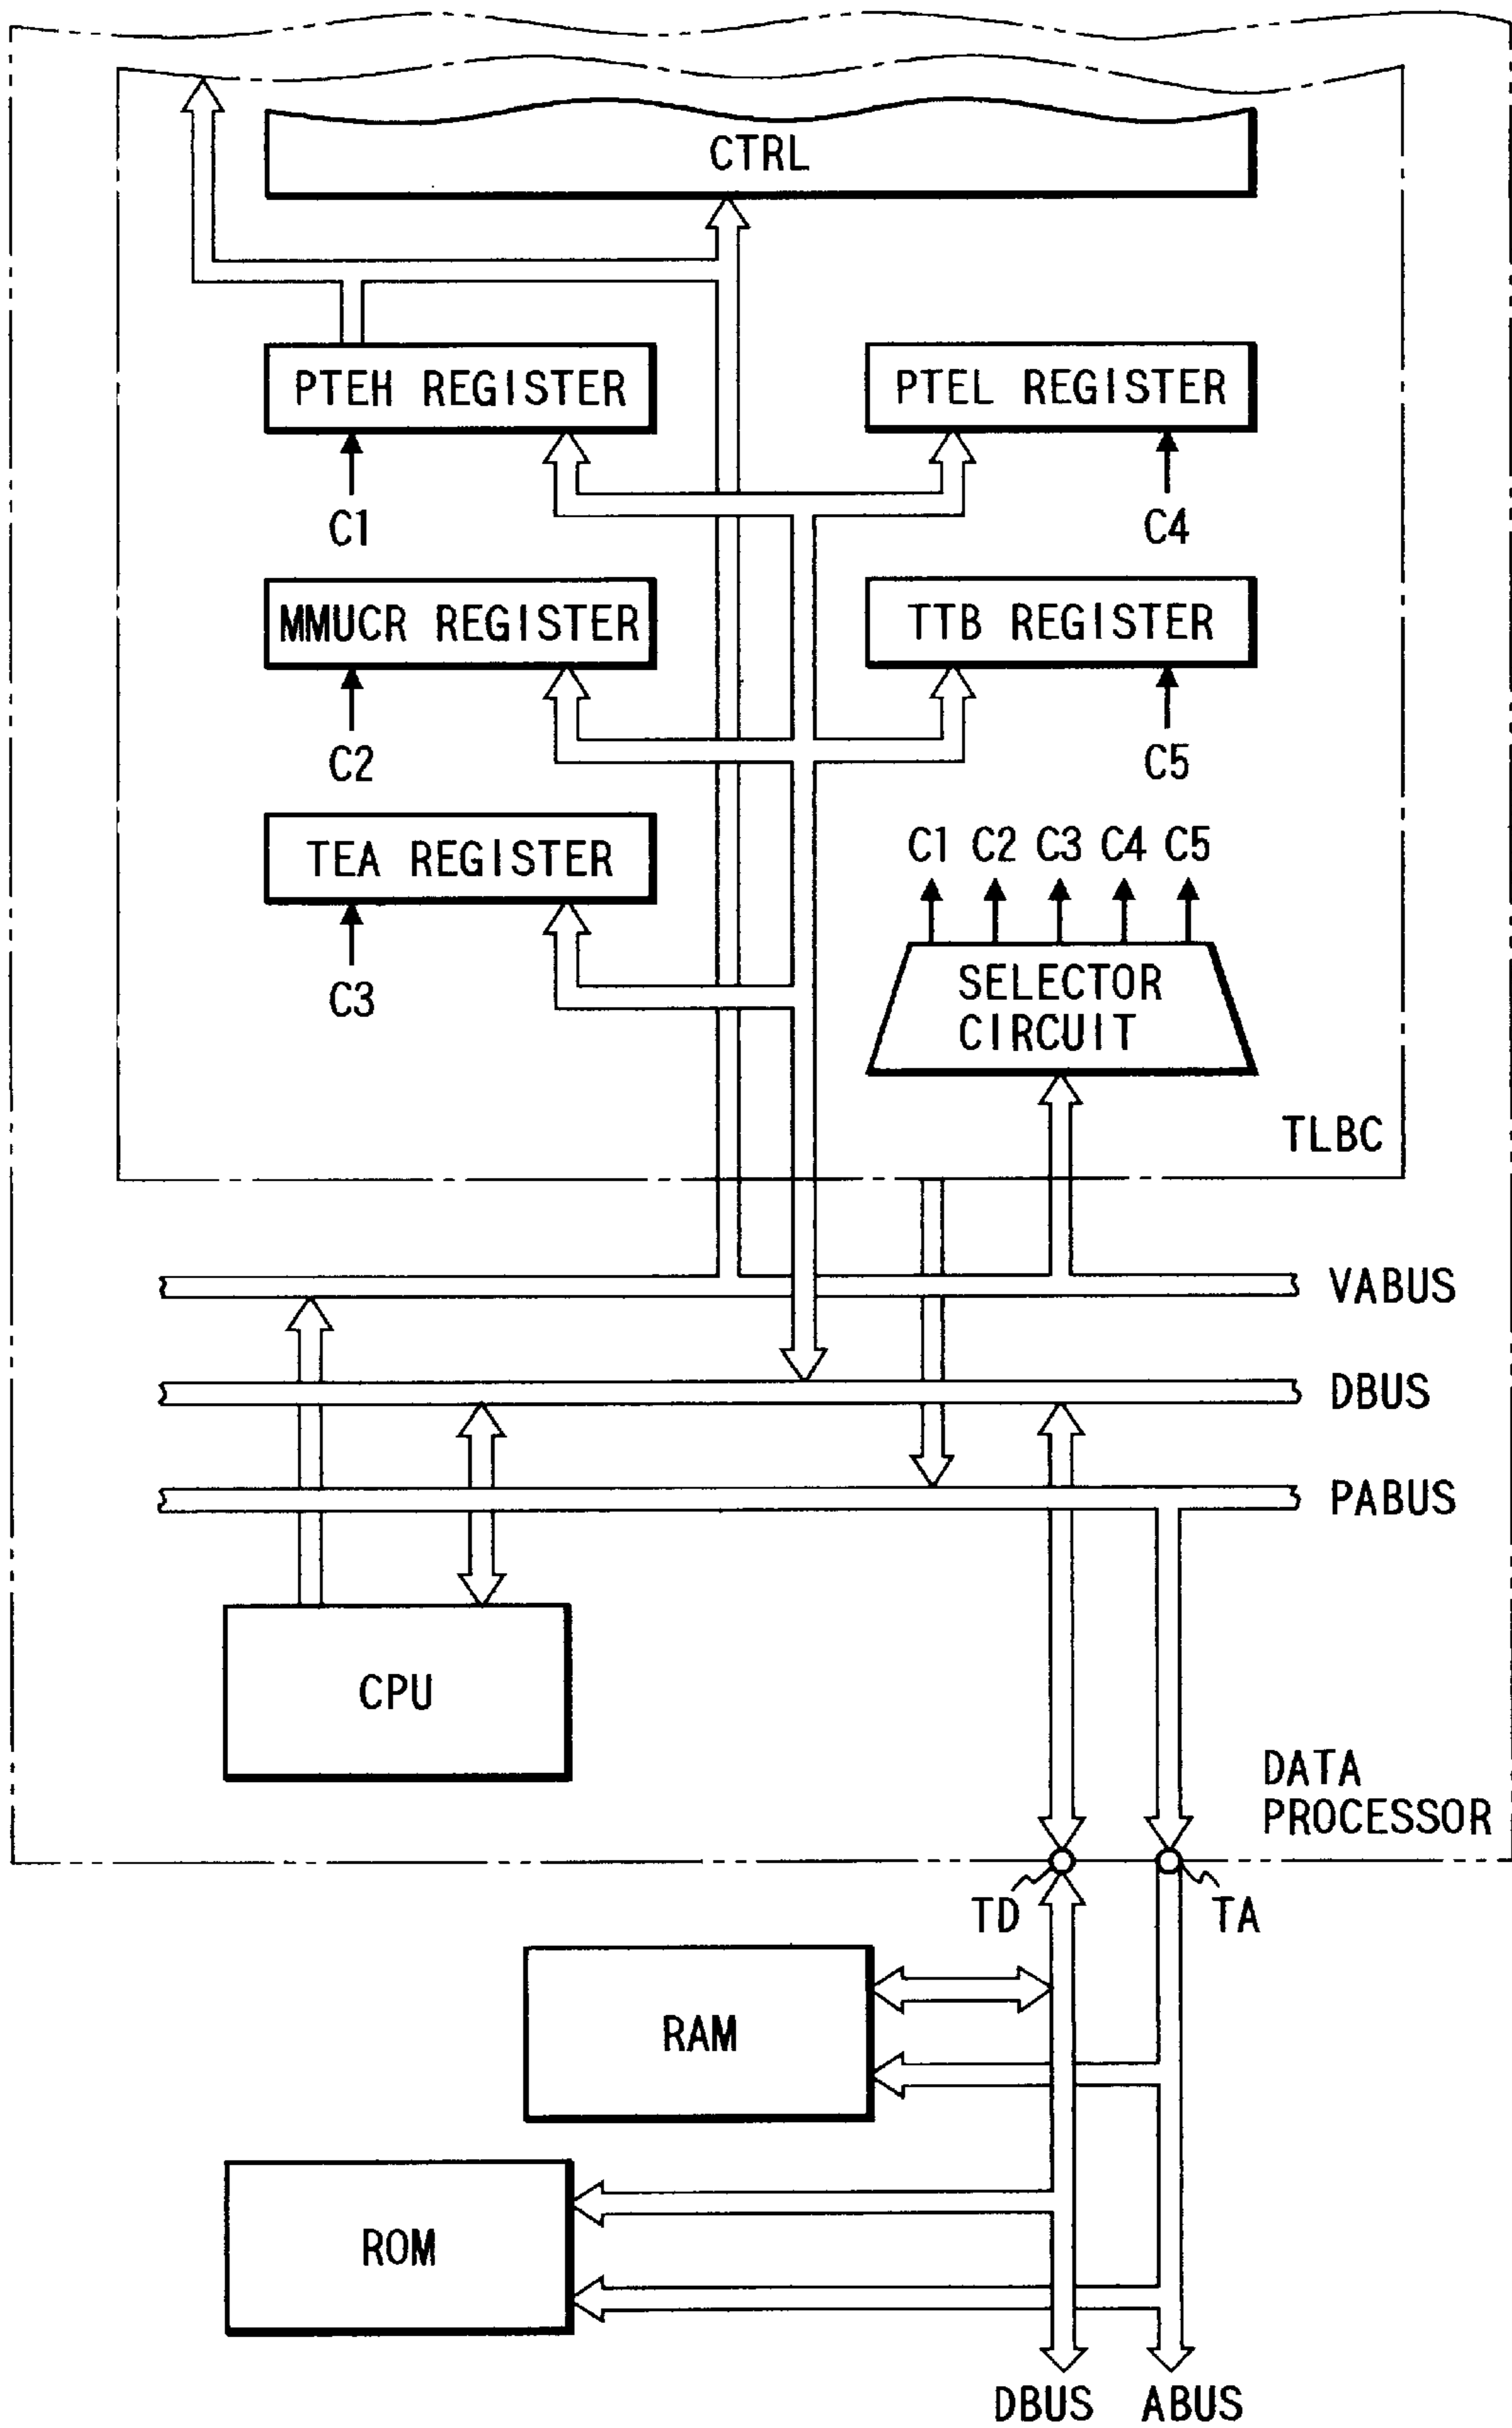 CTRL
PTEH REGISTER
PTEL REGISTER
C1
C4
MMUCR REGISTER
TTB REGISTER
C2
C5
TEA REGISTER
C1 C2 C3 C4 C5
C3
SELECTOR
CIRCUIT
TLBC
VABUS
DBUS
PABUS
CPU
DATA
PROCESSOR
TD
TA
RAM
ROM
DBUS
ABUS